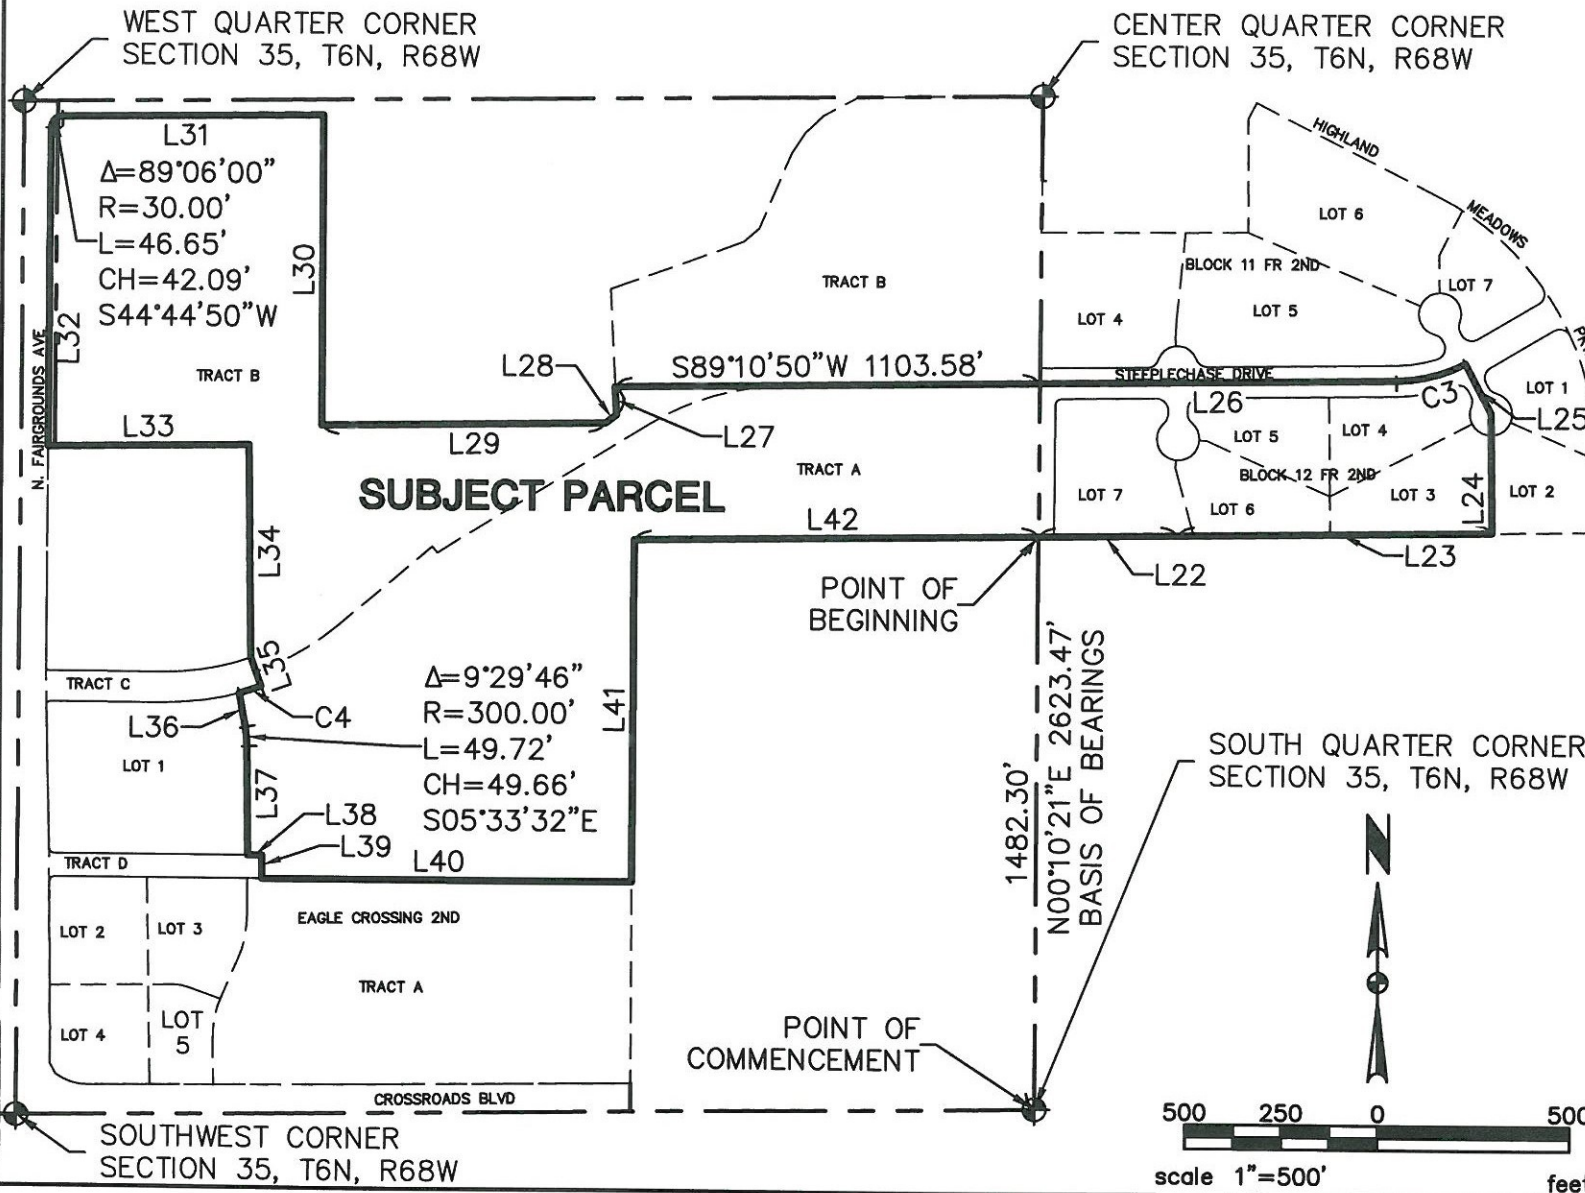 WEST QUARTER CORNER
SECTION 35, T6N, R68W
CENTER QUARTER CORNER
SECTION 35, T6N, R68W
L31
Δ=89°06'00"
R=30.00'
L=46.65'
CH=42.09'
S44°44'50"W
L30
L32
N. FAIRGROUNDS AVE
TRACT B
L33
L28
L29
L27
TRACT B
S89°10'50"W 1103.58'
HIGHLAND
MEADOWS
LOT 6
BLOCK 11 FR 2ND
LOT 7
LOT 4
LOT 5
STEEPLECHASE DRIVE
L26
C3
LOT 1
L25
LOT 5
LOT 4
BLOCK 12 FR 2ND
LOT 7
LOT 6
LOT 3
L24
LOT 2
TRACT A
SUBJECT PARCEL
L42
L34
POINT OF
BEGINNING
L22
L23
L35
TRACT C
L36
C4
LOT 1
Δ=9°29'46"
R=300.00'
L=49.72'
CH=49.66'
S05°33'32"E
L41
L37
L38
L39
L40
TRACT D
1482.30'
N00°10'21"E 2623.47'
BASIS OF BEARINGS
SOUTH QUARTER CORNER
SECTION 35, T6N, R68W
N
LOT 2
LOT 3
EAGLE CROSSING 2ND
TRACT A
LOT 4
LOT
5
POINT OF
COMMENCEMENT
CROSSROADS BLVD
SOUTHWEST CORNER
SECTION 35, T6N, R68W
500 250 0 500
scale 1"=500' feet